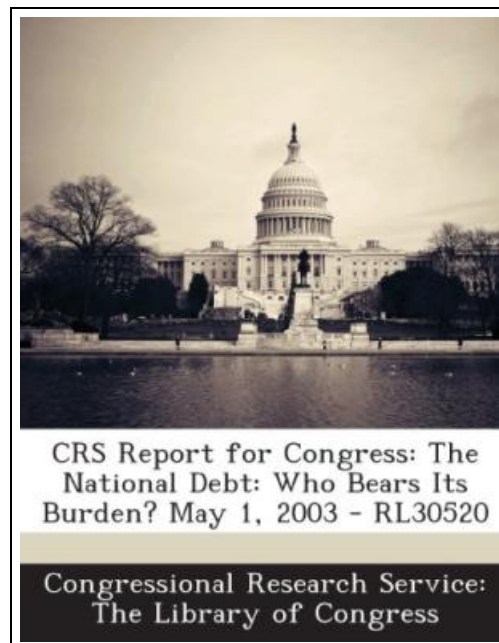 CRS Report for Congress: The
National Debt: Who Bears Its
Burden? May 1, 2003 - RL30520
Congressional Research Service:
The Library of Congress